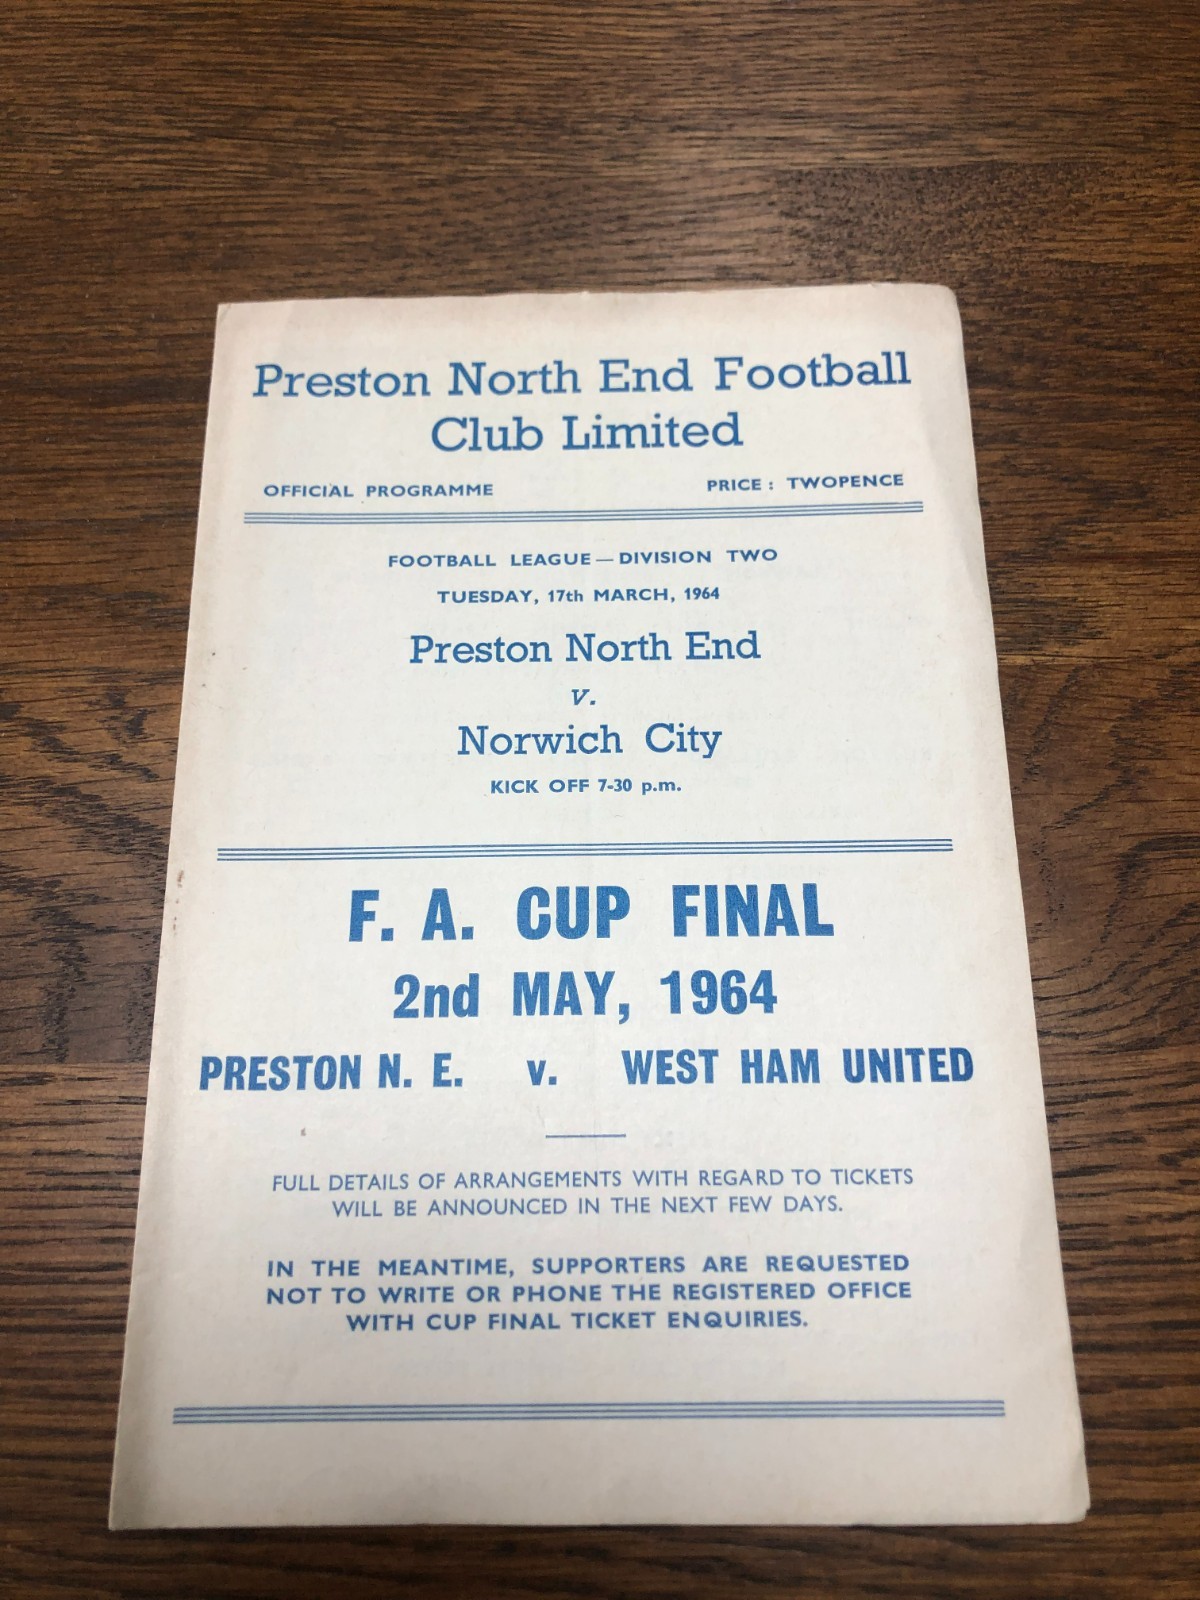 Preston North End Football
Club Limited
OFFICIAL PROGRAMME PRICE : TWOPENCE
FOOTBALL LEAGUE — DIVISION TWO
TUESDAY, 17th MARCH, 1964
Preston North End
v.
Norwich City
KICK OFF 7-30 p.m.
F. A. CUP FINAL
2nd MAY, 1964
PRESTON N. E. v. WEST HAM UNITED
FULL DETAILS OF ARRANGEMENTS WITH REGARD TO TICKETS
WILL BE ANNOUNCED IN THE NEXT FEW DAYS.
IN THE MEANTIME, SUPPORTERS ARE REQUESTED
NOT TO WRITE OR PHONE THE REGISTERED OFFICE
WITH CUP FINAL TICKET ENQUIRIES.